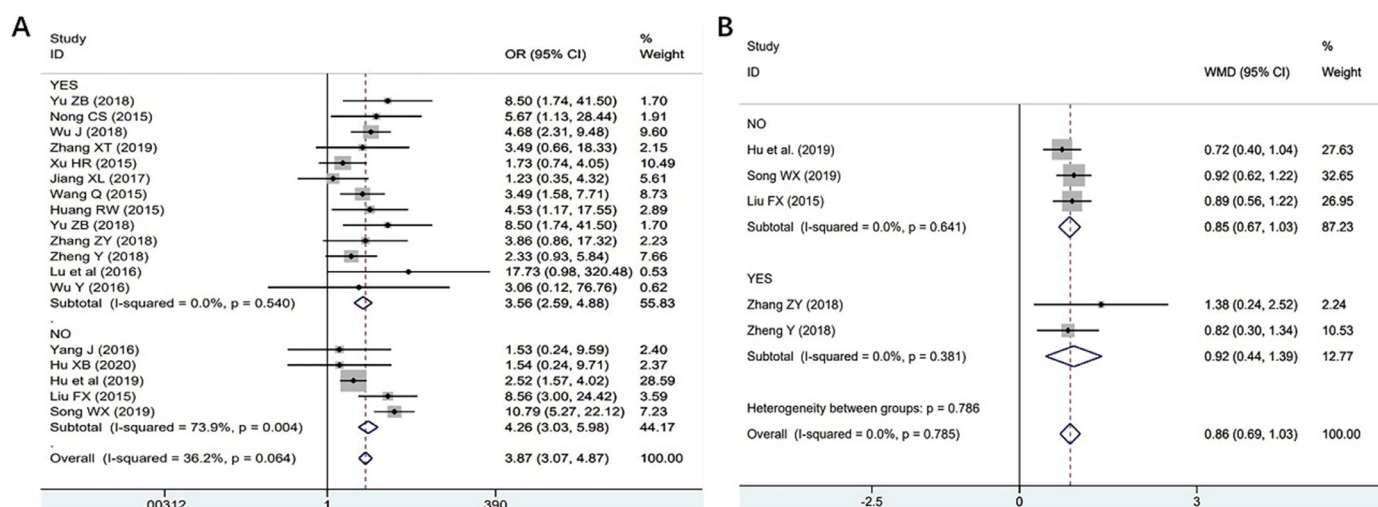 A
Study
ID OR (95% CI) % Weight
YES
Yu ZB (2018) 8.50 (1.74, 41.50) 1.70
Nong CS (2015) 5.67 (1.13, 28.44) 1.91
Wu J (2018) 4.68 (2.31, 9.48) 9.60
Zhang XT (2019) 3.49 (0.66, 18.33) 2.15
Xu HR (2015) 1.73 (0.74, 4.05) 10.49
Jiang XL (2017) 1.23 (0.35, 4.32) 5.61
Wang Q (2015) 3.49 (1.58, 7.71) 8.73
Huang RW (2015) 4.53 (1.17, 17.55) 2.89
Yu ZB (2018) 8.50 (1.74, 41.50) 1.70
Zhang ZY (2018) 3.86 (0.86, 17.32) 2.23
Zheng Y (2018) 2.33 (0.93, 5.84) 7.66
Lu et al (2016) 17.73 (0.98, 320.48) 0.53
Wu Y (2016) 3.06 (0.12, 76.76) 0.62
Subtotal (I-squared = 0.0%, p = 0.540) 3.56 (2.59, 4.88) 55.83
.
NO
Yang J (2016) 1.53 (0.24, 9.59) 2.40
Hu XB (2020) 1.54 (0.24, 9.71) 2.37
Hu et al (2019) 2.52 (1.57, 4.02) 28.59
Liu FX (2015) 8.56 (3.00, 24.42) 3.59
Song WX (2019) 10.79 (5.27, 22.12) 7.23
Subtotal (I-squared = 73.9%, p = 0.004) 4.26 (3.03, 5.98) 44.17
.
Overall (I-squared = 36.2%, p = 0.064) 3.87 (3.07, 4.87) 100.00
.00312 1 390
B
Study %
ID WMD (95% CI) Weight
NO
Hu et al. (2019) 0.72 (0.40, 1.04) 27.63
Song WX (2019) 0.92 (0.62, 1.22) 32.65
Liu FX (2015) 0.89 (0.56, 1.22) 26.95
Subtotal (I-squared = 0.0%, p = 0.641) 0.85 (0.67, 1.03) 87.23
YES
Zhang ZY (2018) 1.38 (0.24, 2.52) 2.24
Zheng Y (2018) 0.82 (0.30, 1.34) 10.53
Subtotal (I-squared = 0.0%, p = 0.381) 0.92 (0.44, 1.39) 12.77
Heterogeneity between groups: p = 0.786
Overall (I-squared = 0.0%, p = 0.785) 0.86 (0.69, 1.03) 100.00
-2.5 0 3